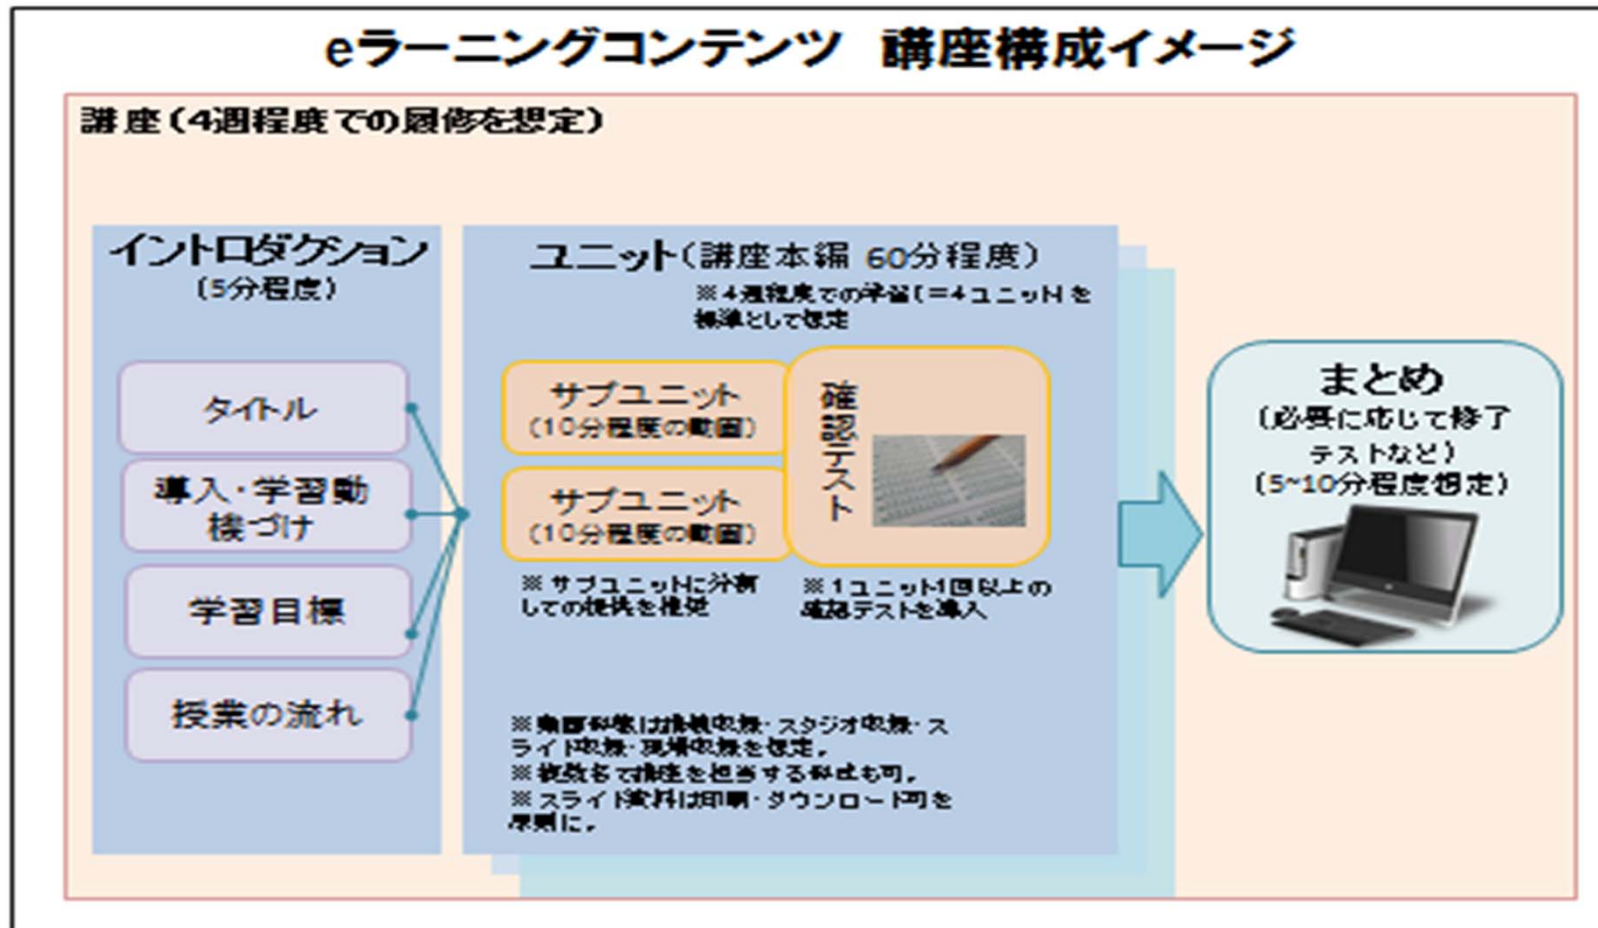 eラーニングコンテンツ 講座構成イメージ
講座(4週程度での履修を想定)
イントロダクション
(5分程度)
タイトル
導入・学習動
機づけ
学習目標
授業の流れ
ユニット(講座本編 60分程度)
※4週程度での学習(=4ユニット)を
標準として想定
サブユニット
(10分程度の動画)
サブユニット
(10分程度の動画)
確認テスト
※サブユニットに分割
しての提供を推奨
※1ユニット1回以上の
確認テストを導入
※動画形態は講義収録・スタジオ収録・ス
ライド収録・現場収録を想定。
※複数名で講座を担当する形式も可。
※スライド資料は印刷・ダウンロード可を
原則に。
まとめ
(必要に応じて修了
テストなど)
(5~10分程度想定)